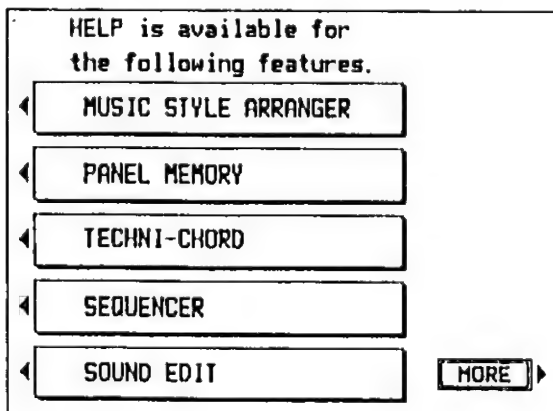 HELP is available for
the following features.
MUSIC STYLE ARRANGER
PANEL MEMORY
TECHNI-CHORD
SEQUENCER
SOUND EDIT
MORE